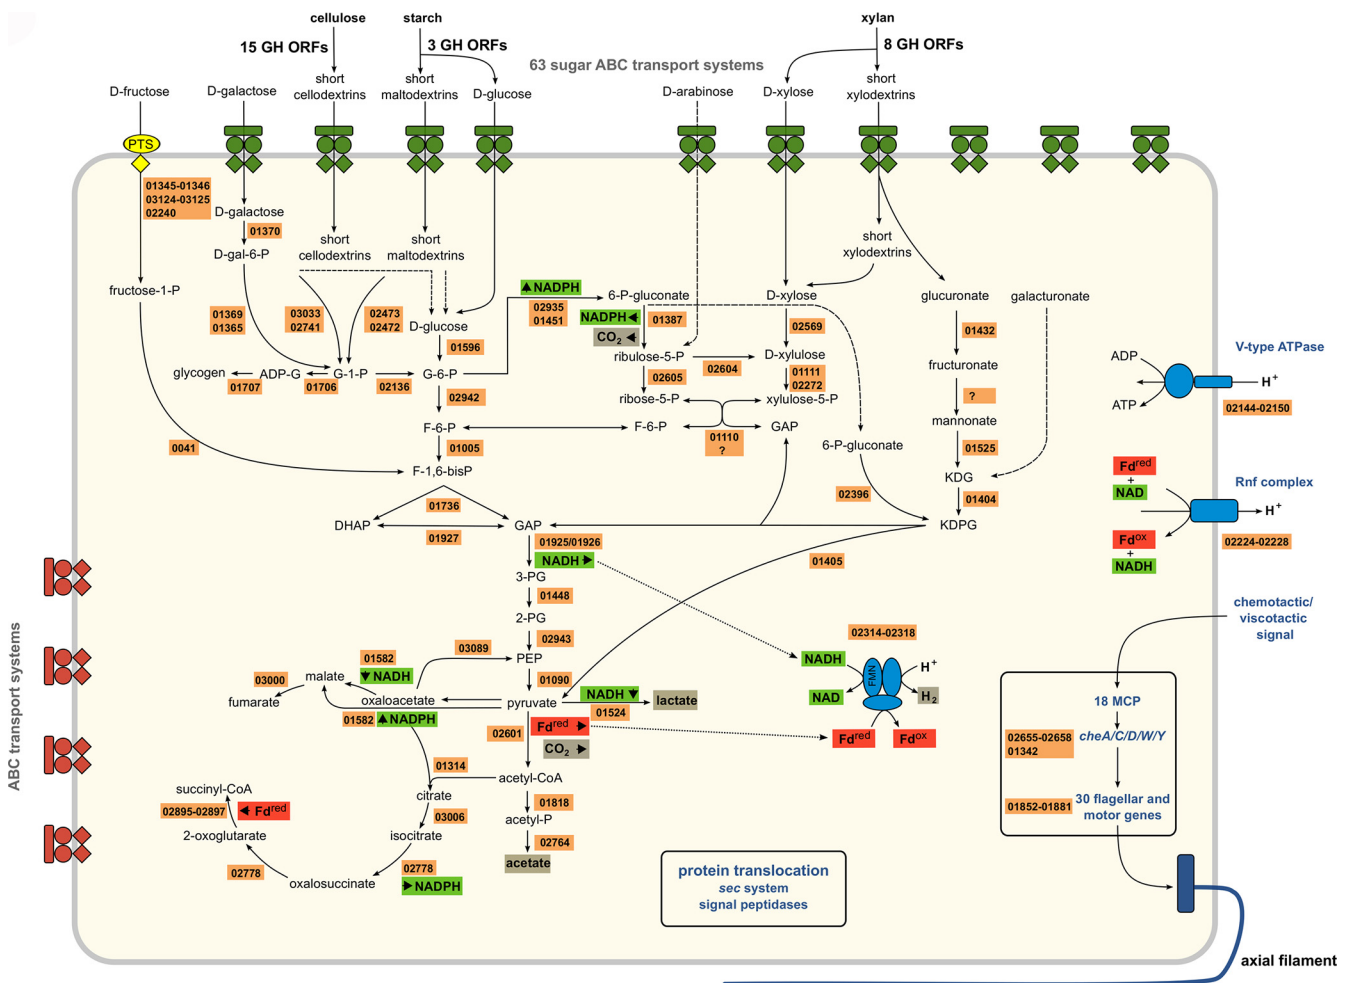 cellulose
starch
xylan
15 GH ORFs
3 GH ORFs
8 GH ORFs
63 sugar ABC transport systems
D-fructose
D-galactose
short
cellodextrins
short
maltodextrins
D-glucose
D-arabinose
D-xylose
short
xylodextrins
PTS
01345-01346
03124-03125
02240
D-galactose
01370
D-gal-6-P
short
cellodextrins
short
maltodextrins
short
xylodextrins
fructose-1-P
NADPH
6-P-gluconate
D-xylose
glucuronate
galacturonate
01369
01365
03033
02741
02473
02472
D-glucose
02935
01451
NADPH
01387
CO2
02569
01432
01596
ribulose-5-P
02604
D-xylulose
fructuronate
glycogen
ADP-G
G-1-P
G-6-P
01707
01706
02136
02605
01111
02272
02942
ribose-5-P
xylulose-5-P
?
mannonate
F-6-P
F-6-P
GAP
01110
?
0041
01005
6-P-gluconate
01525
F-1,6-bisP
KDG
02396
01404
01736
DHAP
GAP
KDPG
01927
01925/01926
NADH
01405
3-PG
01448
2-PG
02943
03089
PEP
01582
NADH
01090
malate
03000
fumarate
oxaloacetate
pyruvate
NADH
lactate
01524
01582
NADPH
02601
Fdred
CO2
02314-02318
NADH
NAD
FMN
H+
H2
Fdred
Fdox
01314
acetyl-CoA
succinyl-CoA
citrate
01818
02895-02897
Fdred
03006
acetyl-P
2-oxoglutarate
isocitrate
02764
02778
02778
acetate
oxalosuccinate
NADPH
protein translocation
sec system
signal peptidases
V-type ATPase
ADP
ATP
H+
02144-02150
Fdred
+
NAD
Rnf complex
H+
Fdox
+
NADH
02224-02228
chemotactic/
viscotactic
signal
18 MCP
02655-02658
01342
cheA/C/D/W/Y
01852-01881
30 flagellar and
motor genes
axial filament
ABC transport systems